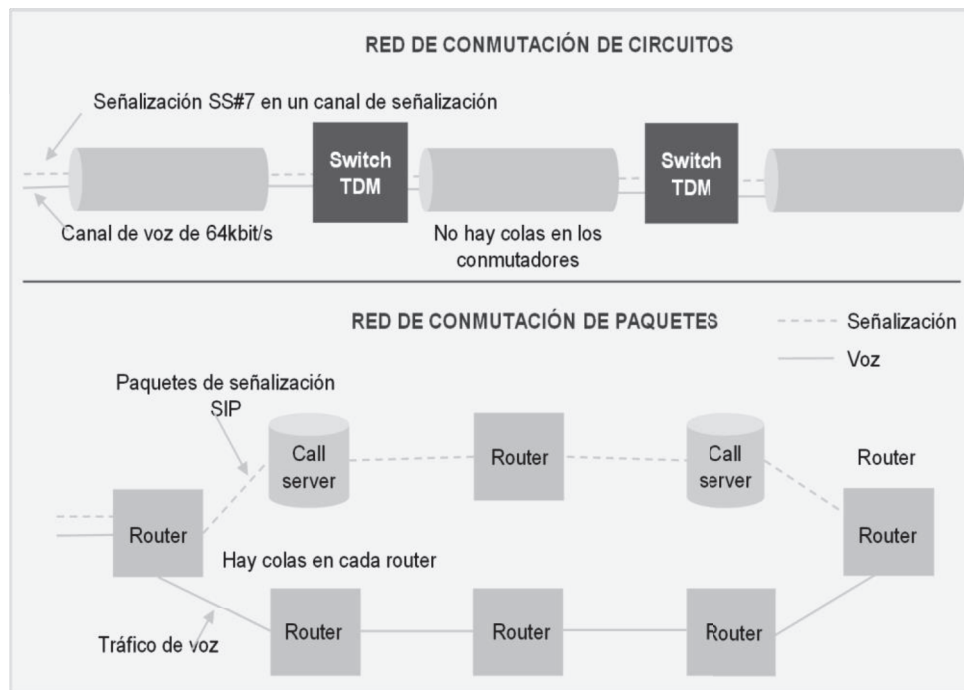 RED DE CONMUTACIÓN DE CIRCUITOS
Señalización SS#7 en un canal de señalización
Switch
TDM
Switch
TDM
Canal de voz de 64kbit/s
No hay colas en los
conmutadores
RED DE CONMUTACIÓN DE PAQUETES
Señalización
Voz
Paquetes de señalización
SIP
Call
server
Router
Call
server
Router
Router
Router
Hay colas en cada router
Router
Router
Router
Tráfico de voz